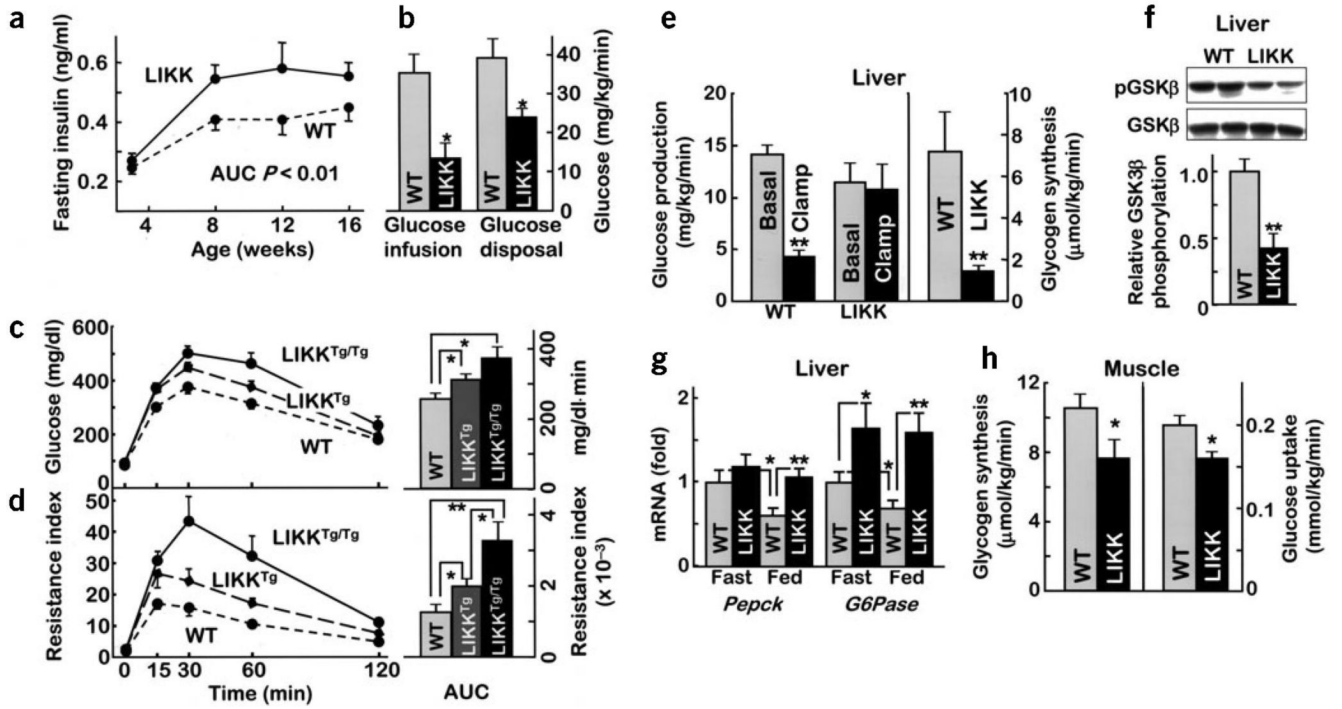 a
Fasting insulin (ng/ml)
0.6
0.4
0.2
LIKK
WT
AUC P < 0.01
4
8
12
16
Age (weeks)
b
WT
LIKK
*
WT
LIKK
*
Glucose infusion
Glucose disposal
40
30
20
10
0
Glucose (mg/kg/min)
c
Glucose (mg/dl)
600
400
200
0
LIKKTg/Tg
LIKKTg
WT
*
*
WT
LIKKTg
LIKKTg/Tg
400
200
0
mg/dl·min
d
Resistance index
50
40
30
20
10
0
LIKKTg/Tg
LIKKTg
WT
0
15
30
60
120
Time (min)
**
*
*
WT
LIKKTg
LIKKTg/Tg
AUC
4
2
0
Resistance index
(x 10−3)
e
Liver
Glucose production
(mg/kg/min)
20
15
10
5
0
Basal
Clamp
**
Basal
Clamp
WT
LIKK
WT
LIKK
**
10
8
6
4
2
0
Glycogen synthesis
(μmol/kg/min)
f
Liver
WT LIKK
pGSKβ
GSKβ
Relative GSK3β
phosphorylation
1.0
0.5
0
WT
LIKK
**
g
Liver
mRNA (fold)
2
1
0
WT
LIKK
*
WT
**
LIKK
WT
*
LIKK
*
WT
**
LIKK
Fast Fed Fast Fed
Pepck G6Pase
h
Muscle
Glycogen synthesis
(μmol/kg/min)
12
8
4
0
WT
LIKK
*
WT
LIKK
*
0.2
0.1
0
Glucose uptake
(mmol/kg/min)